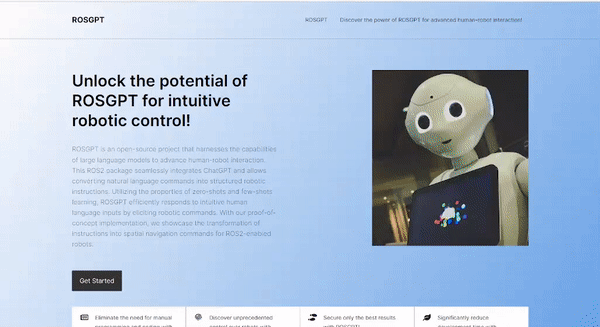 ROSGPT
ROSGPT Discover the power of ROSGPT for advanced human-robot interaction!
Unlock the potential of
ROSGPT for intuitive
robotic control!
ROSGPT is an open-source project that harnesses the capabilities
of large language models to advance human-robot interaction.
This ROS2 package seamlessly integrates ChatGPT and allows
converting natural language commands into structured robotic
instructions. Utilizing the properties of zero-shots and few-shots
learning, ROSGPT efficiently responds to intuitive human
language inputs by eliciting robotic commands. With our proof-of-
concept implementation, we showcase the transformation of
instructions into spatial navigation commands for ROS2-enabled
robots.
Get Started
Eliminate the need for manual
Discover unprecedented
Secure only the best results
Significantly reduce